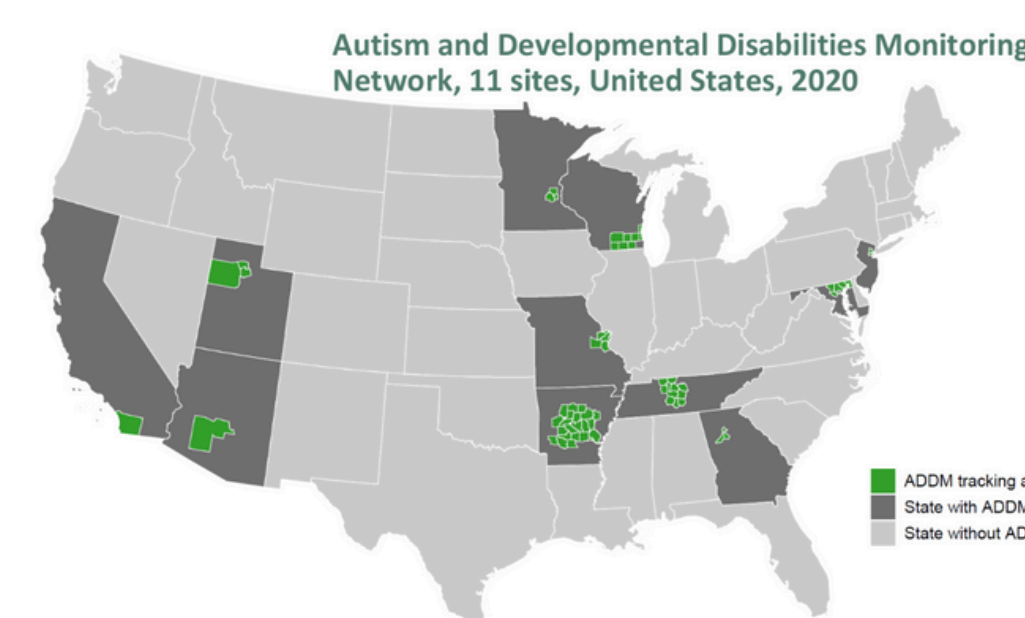 Autism and Developmental Disabilities Monitoring
Network, 11 sites, United States, 2020
ADDM tracking a
State with ADDM
State without AD